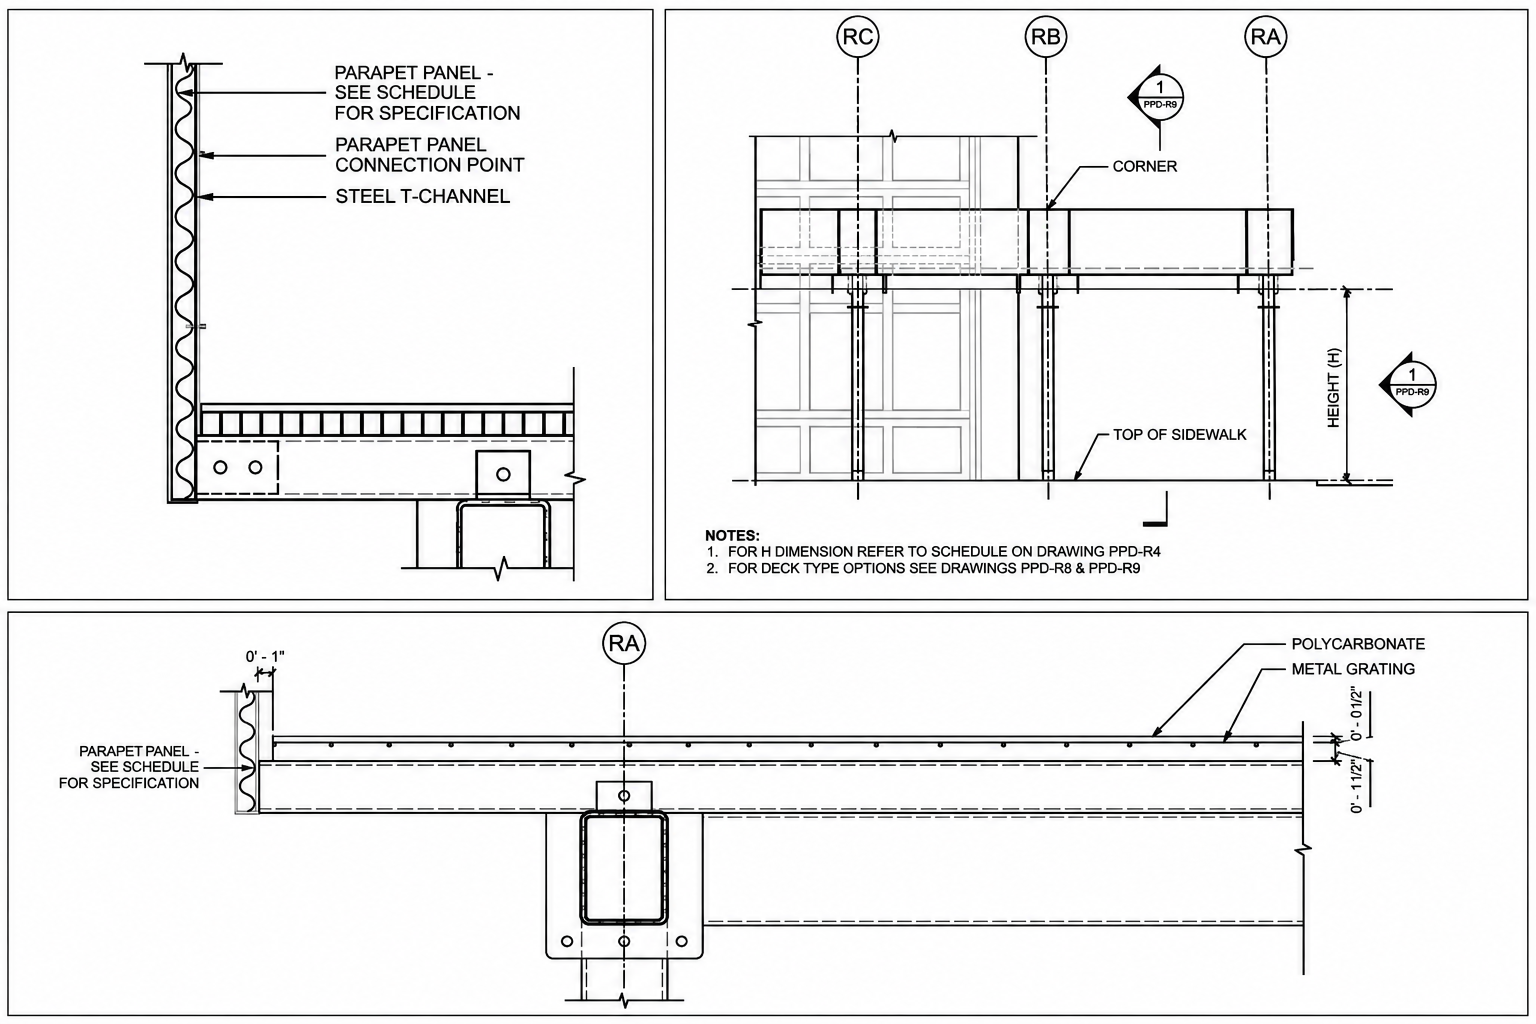 PARAPET PANEL -
SEE SCHEDULE
FOR SPECIFICATION
PARAPET PANEL
CONNECTION POINT
STEEL T-CHANNEL
RC
RB
RA
1
PPD-R9
CORNER
HEIGHT (H)
1
PPD-R9
TOP OF SIDEWALK
NOTES:
1. FOR H DIMENSION REFER TO SCHEDULE ON DRAWING PPD-R4
2. FOR DECK TYPE OPTIONS SEE DRAWINGS PPD-R8 & PPD-R9
RA
0' - 1"
POLYCARBONATE
METAL GRATING
0' - 01/2"
0' - 11/2"
PARAPET PANEL -
SEE SCHEDULE
FOR SPECIFICATION